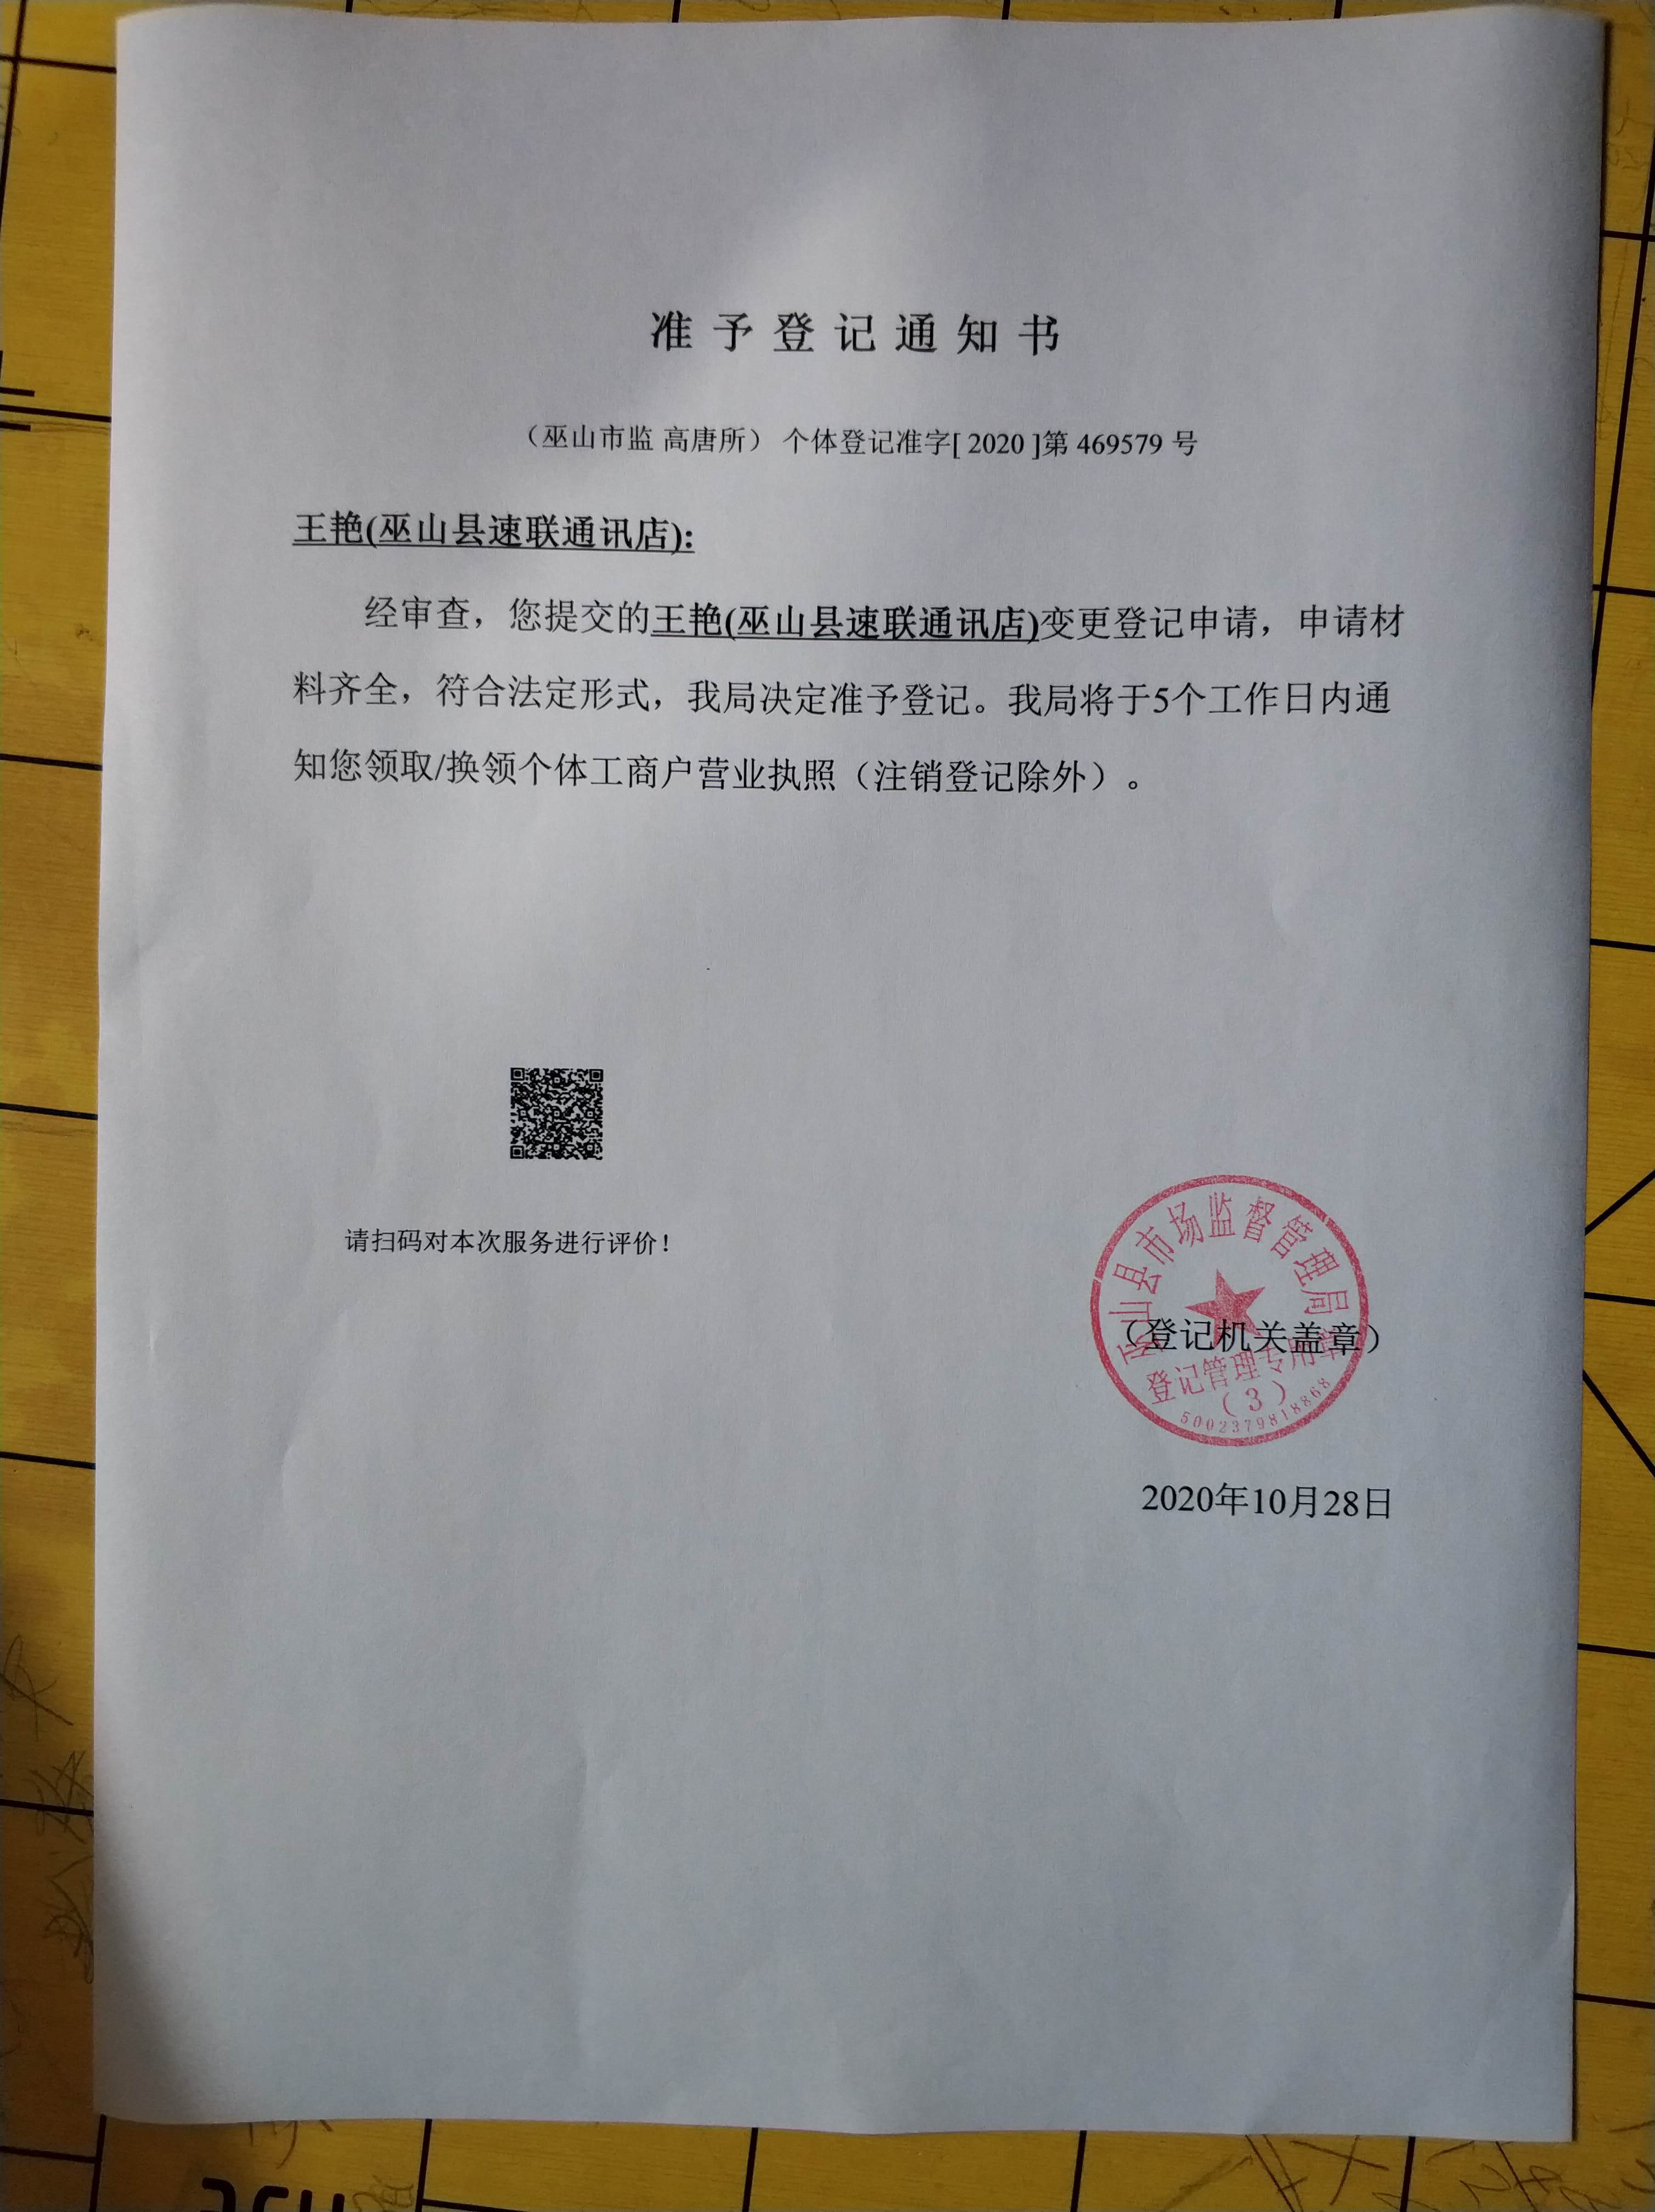 准予登记通知书
（巫山市监 高唐所） 个体登记准字[ 2020 ]第 469579 号
王艳(巫山县速联通讯店):
经审查，您提交的王艳(巫山县速联通讯店)变更登记申请，申请材
料齐全，符合法定形式，我局决定准予登记。我局将于5个工作日内通
知您领取/换领个体工商户营业执照（注销登记除外）。
请扫码对本次服务进行评价！
巫山县市场监督管理局
（登记机关盖章）
登记管理专用章
（3）
5002379818868
2020年10月28日